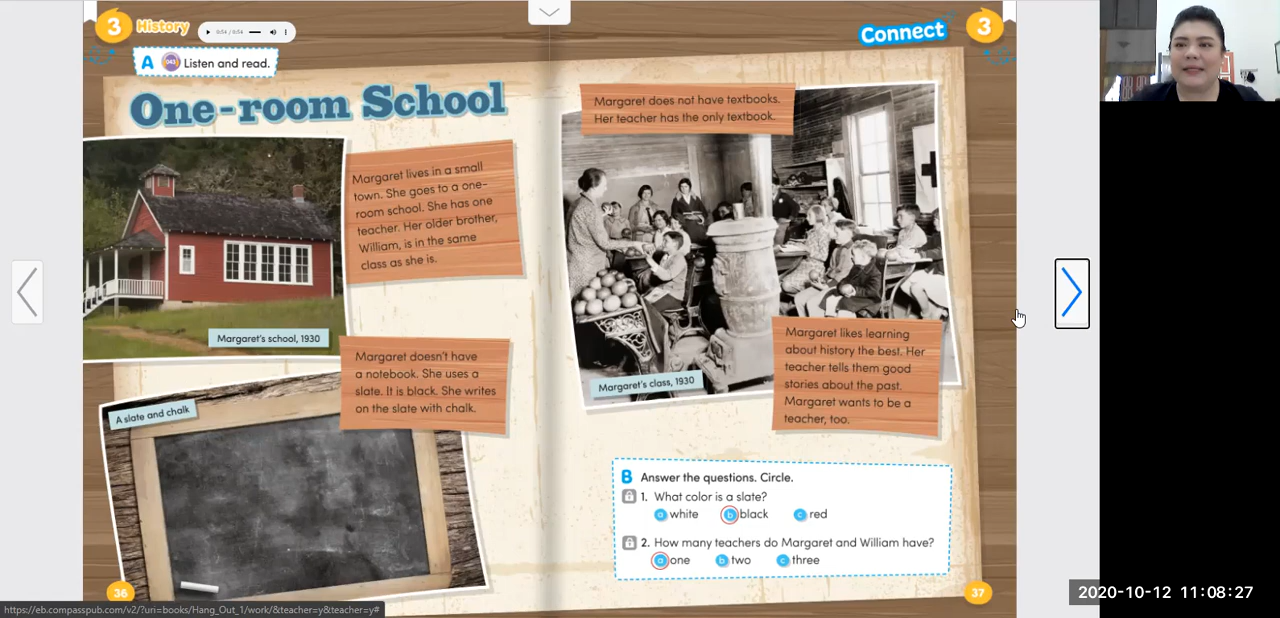 3 History
0:54 / 0:54
Connect 3
A 043 Listen and read.
One-room School
Margaret lives in a small
town. She goes to a one-
room school. She has one
teacher. Her older brother,
William, is in the same
class as she is.
Margaret's school, 1930
Margaret doesn't have
a notebook. She uses a
slate. It is black. She writes
on the slate with chalk.
A slate and chalk
36
Margaret does not have textbooks.
Her teacher has the only textbook.
Margaret's class, 1930
Margaret likes learning
about history the best. Her
teacher tells them good
stories about the past.
Margaret wants to be a
teacher, too.
B Answer the questions. Circle.
1. What color is a slate?
a white b black c red
2. How many teachers do Margaret and William have?
a one b two c three
37
https://eb.compasspub.com/v2/?uri=books/Hang_Out_1/work/&teacher=y&teacher=y#
2020-10-12 11:08:27